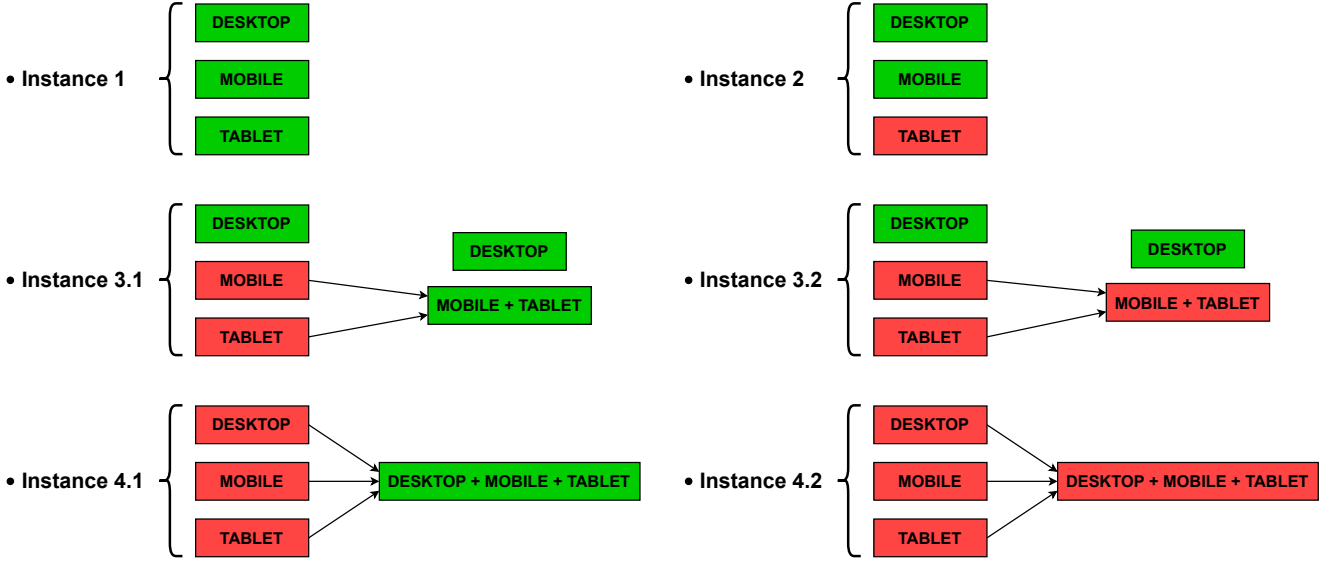 DESKTOP
• Instance 1
MOBILE
TABLET
DESKTOP
• Instance 2
MOBILE
TABLET
DESKTOP
• Instance 3.1
MOBILE
TABLET
DESKTOP
MOBILE + TABLET
DESKTOP
• Instance 3.2
MOBILE
TABLET
DESKTOP
MOBILE + TABLET
DESKTOP
• Instance 4.1
MOBILE
TABLET
DESKTOP + MOBILE + TABLET
DESKTOP
• Instance 4.2
MOBILE
TABLET
DESKTOP + MOBILE + TABLET